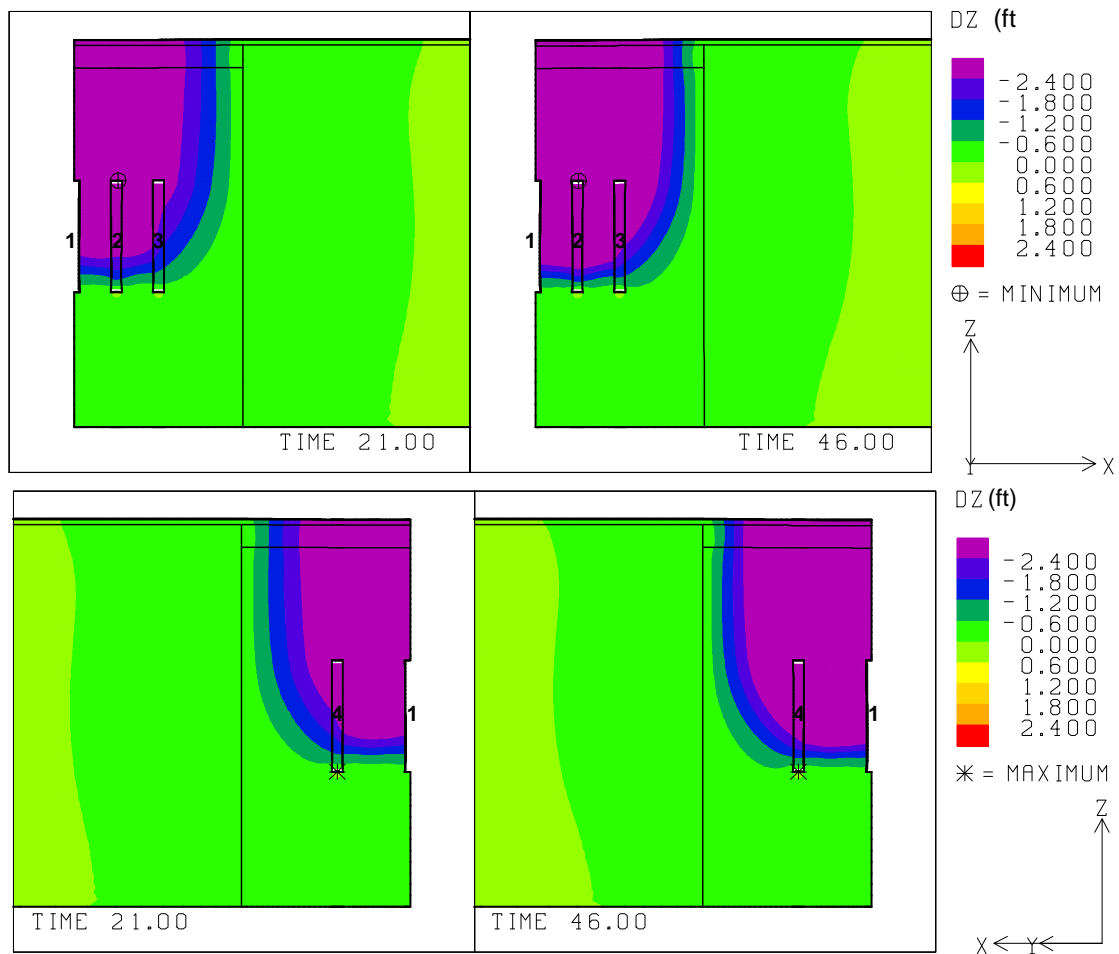 DZ (ft
-2.400
-1.800
-1.200
-0.600
0.000
0.600
1.200
1.800
2.400
⊕ = MINIMUM
1 2 3
1 2 3
TIME 21.00
TIME 46.00
Z
Y X
DZ (ft)
-2.400
-1.800
-1.200
-0.600
0.000
0.600
1.200
1.800
2.400
✳ = MAXIMUM
4 1
4 1
TIME 21.00
TIME 46.00
Z
X Y